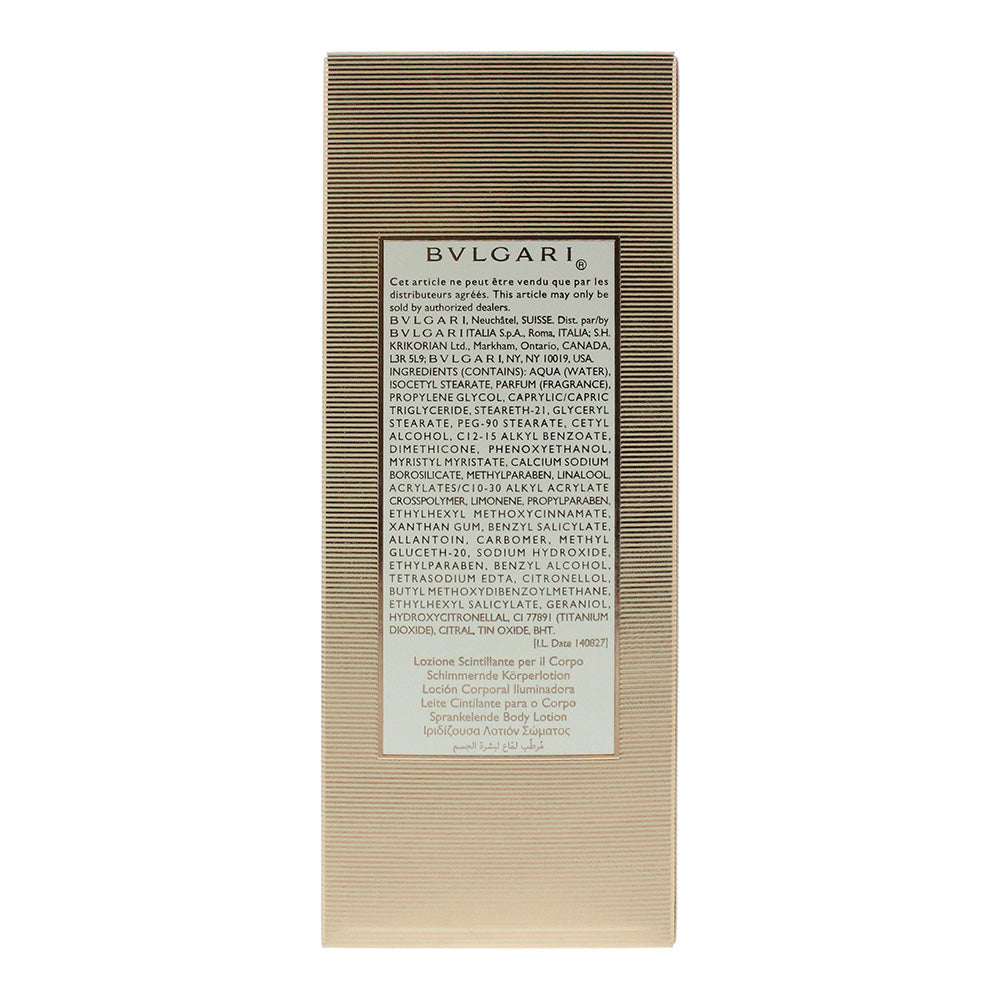 BVLGARI®
Cet article ne peut être vendu que par les
distributeurs agréés. This article may only be
sold by authorized dealers.
BVLGARI, Neuchâtel, SUISSE. Dist. par/by
BVLGARI ITALIA S.p.A., Roma, ITALIA; S.H.
KRIKORIAN Ltd., Markham, Ontario, CANADA,
L3R 5L9; BVLGARI, NY, NY 10019, USA.
INGREDIENTS (CONTAINS): AQUA (WATER),
ISOCETYL STEARATE, PARFUM (FRAGRANCE),
PROPYLENE GLYCOL, CAPRYLIC/CAPRIC
TRIGLYCERIDE, STEARETH-21, GLYCERYL
STEARATE, PEG-90 STEARATE, CETYL
ALCOHOL, C12-15 ALKYL BENZOATE,
DIMETHICONE, PHENOXYETHANOL,
MYRISTYL MYRISTATE, CALCIUM SODIUM
BOROSILICATE, METHYLPARABEN, LINALOOL,
ACRYLATES/C10-30 ALKYL ACRYLATE
CROSSPOLYMER, LIMONENE, PROPYLPARABEN,
ETHYLHEXYL METHOXYCINNAMATE,
XANTHAN GUM, BENZYL SALICYLATE,
ALLANTOIN, CARBOMER, METHYL
GLUCETH-20, SODIUM HYDROXIDE,
ETHYLPARABEN, BENZYL ALCOHOL,
TETRASODIUM EDTA, CITRONELLOL,
BUTYL METHOXYDIBENZOYLMETHANE,
ETHYLHEXYL SALICYLATE, GERANIOL,
HYDROXYCITRONELLAL, CI 77891 (TITANIUM
DIOXIDE), CITRAL, TIN OXIDE, BHT.
[I.L. Date 140827]
Lozione Scintillante per il Corpo
Schimmernde Körperlotion
Loción Corporal Iluminadora
Leite Cintilante para o Corpo
Sprankelende Body Lotion
Ιριδίζουσα Λοτιόν Σώματος
مُرطّب لمّاع لبشرة الجسم